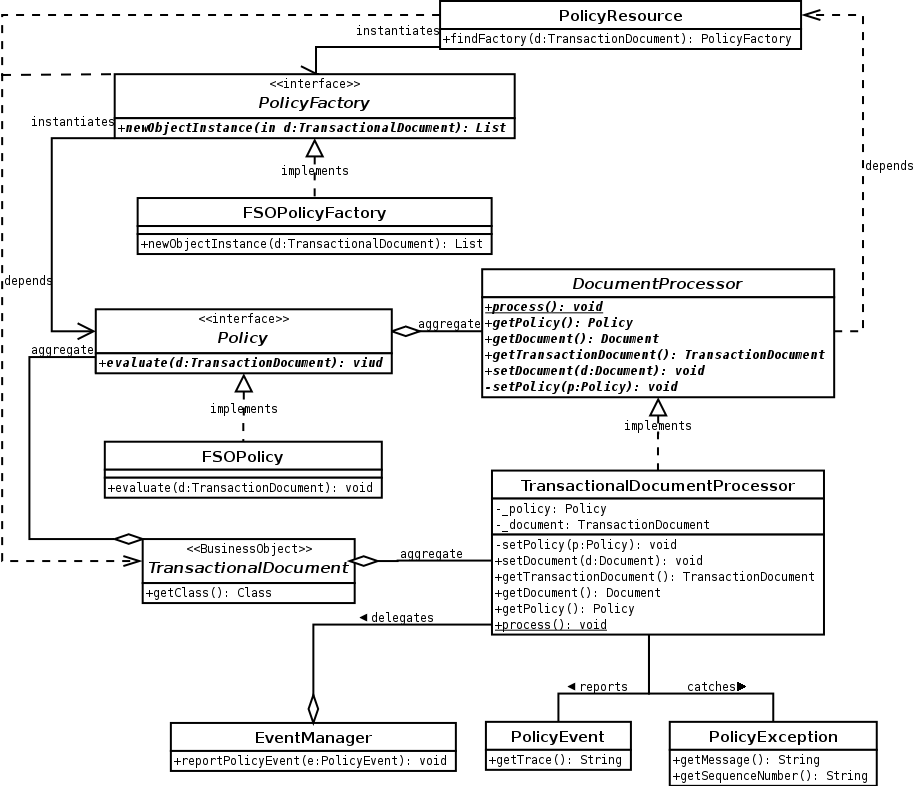 PolicyResource
+findFactory(d:TransactionDocument): PolicyFactory
instantiates
<<interface>>
PolicyFactory
+newObjectInstance(in d:TransactionalDocument): List
instantiates
implements
depends
FSOPolicyFactory
+newObjectInstance(d:TransactionalDocument): List
depends
DocumentProcessor
+process(): void
+getPolicy(): Policy
+getDocument(): Document
+getTransactionDocument(): TransactionDocument
+setDocument(d:Document): void
-setPolicy(p:Policy): void
<<interface>>
Policy
+evaluate(d:TransactionDocument): viud
aggregate
aggregate
implements
implements
FSOPolicy
+evaluate(d:TransactionDocument): void
TransactionalDocumentProcessor
-_policy: Policy
-_document: TransactionDocument
-setPolicy(p:Policy): void
+setDocument(d:Document): void
+getTransactionDocument(): TransactionDocument
+getDocument(): Document
+getPolicy(): Policy
+process(): void
<<BusinessObject>>
TransactionalDocument
+getClass(): Class
aggregate
delegates
reports
catches
EventManager
+reportPolicyEvent(e:PolicyEvent): void
PolicyEvent
+getTrace(): String
PolicyException
+getMessage(): String
+getSequenceNumber(): String